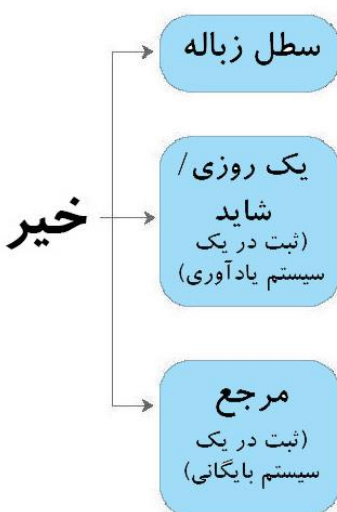 خیر
سطل زباله
یک روزی/
شاید
(ثبت در یک
سیستم یادآوری)
مرجع
(ثبت در یک
سیستم بایگانی)